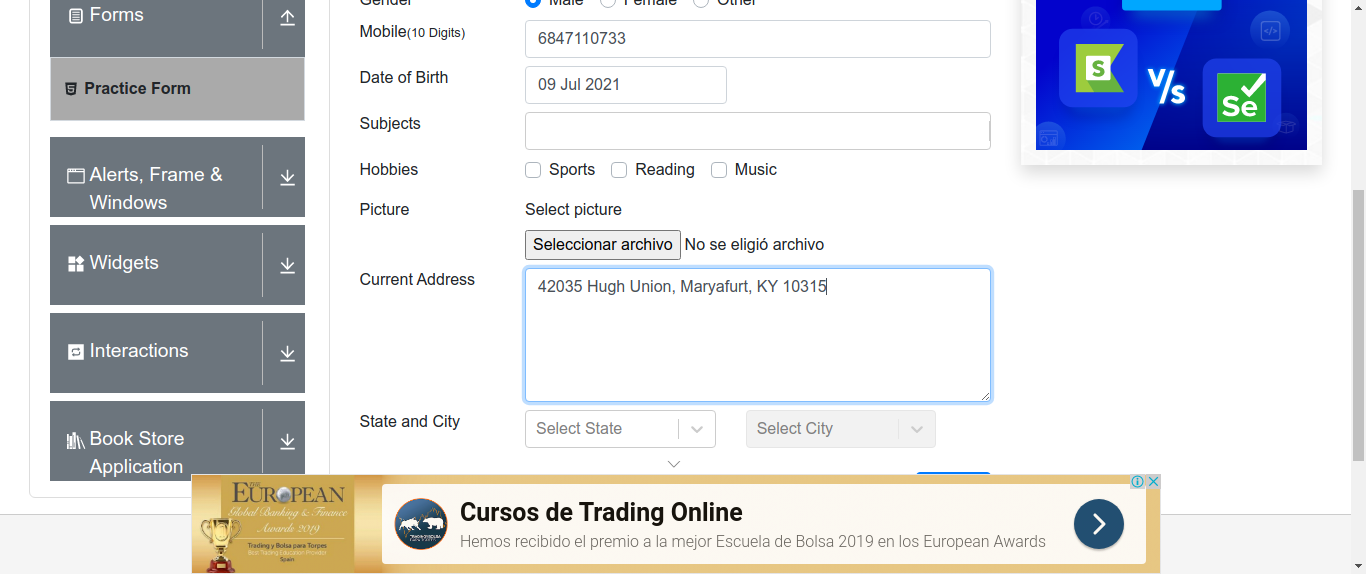 Forms
Practice Form
Alerts, Frame &
Windows
Widgets
Interactions
Book Store
Application
Gender
Male
Female
Other
Mobile(10 Digits)
6847110733
Date of Birth
09 Jul 2021
Subjects
Hobbies
Sports
Reading
Music
Picture
Select picture
Seleccionar archivo
No se eligió archivo
Current Address
42035 Hugh Union, Maryafurt, KY 10315
State and City
Select State
Select City
S
V/s
Se
THE
EUROPEAN
Global Banking & Finance
Awards 2019
Trading y Bolsa para Torpes
Best Trading Education Provider
Spain
Cursos de Trading Online
Hemos recibido el premio a la mejor Escuela de Bolsa 2019 en los European Awards